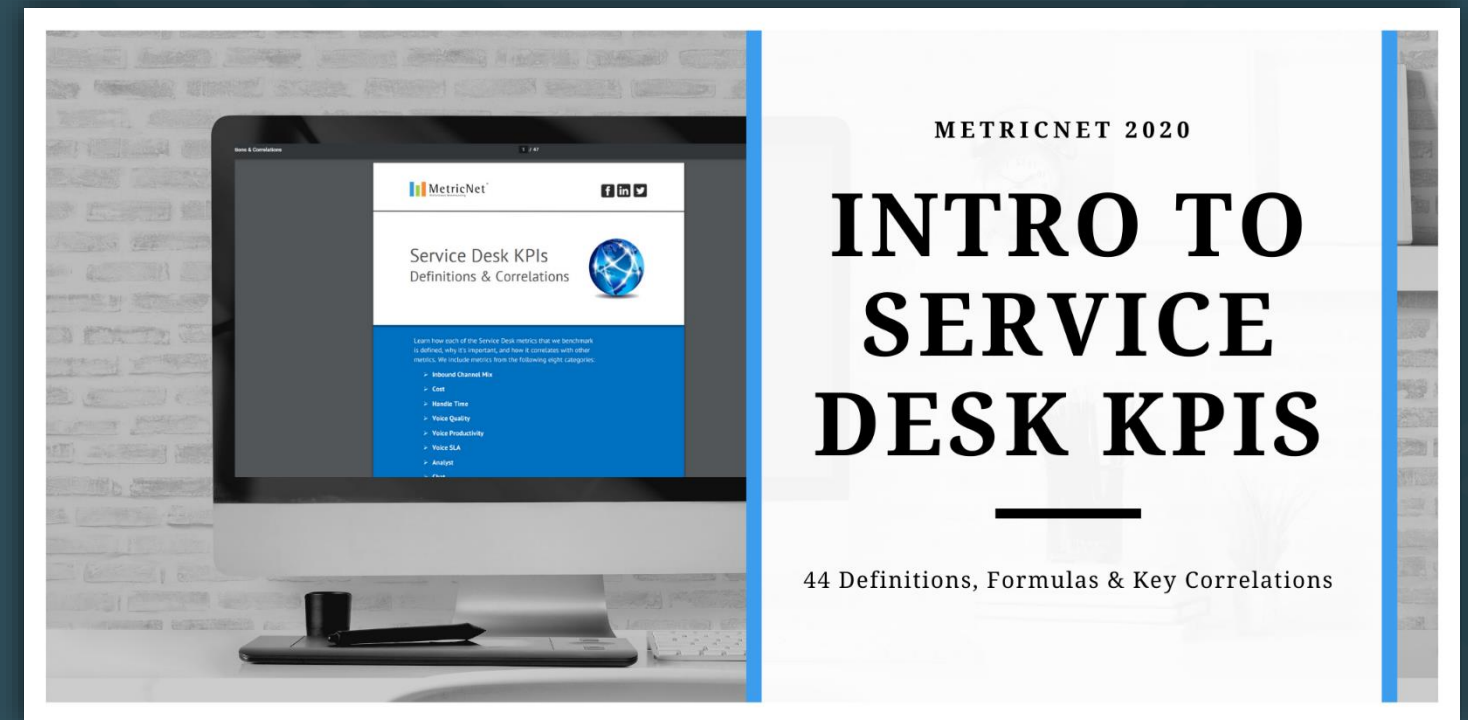 tions & Correlations
1 / 47
MetricNet
Service Desk KPIs
Definitions & Correlations
Learn how each of the Service Desk metrics that we benchmark
is defined, why it's important, and how it correlates with other
metrics. We include metrics from the following eight categories:
➢ Inbound Channel Mix
➢ Cost
➢ Handle Time
➢ Voice Quality
➢ Voice Productivity
➢ Voice SLA
➢ Analyst
METRICNET 2020
INTRO TO
SERVICE
DESK KPIS
44 Definitions, Formulas & Key Correlations